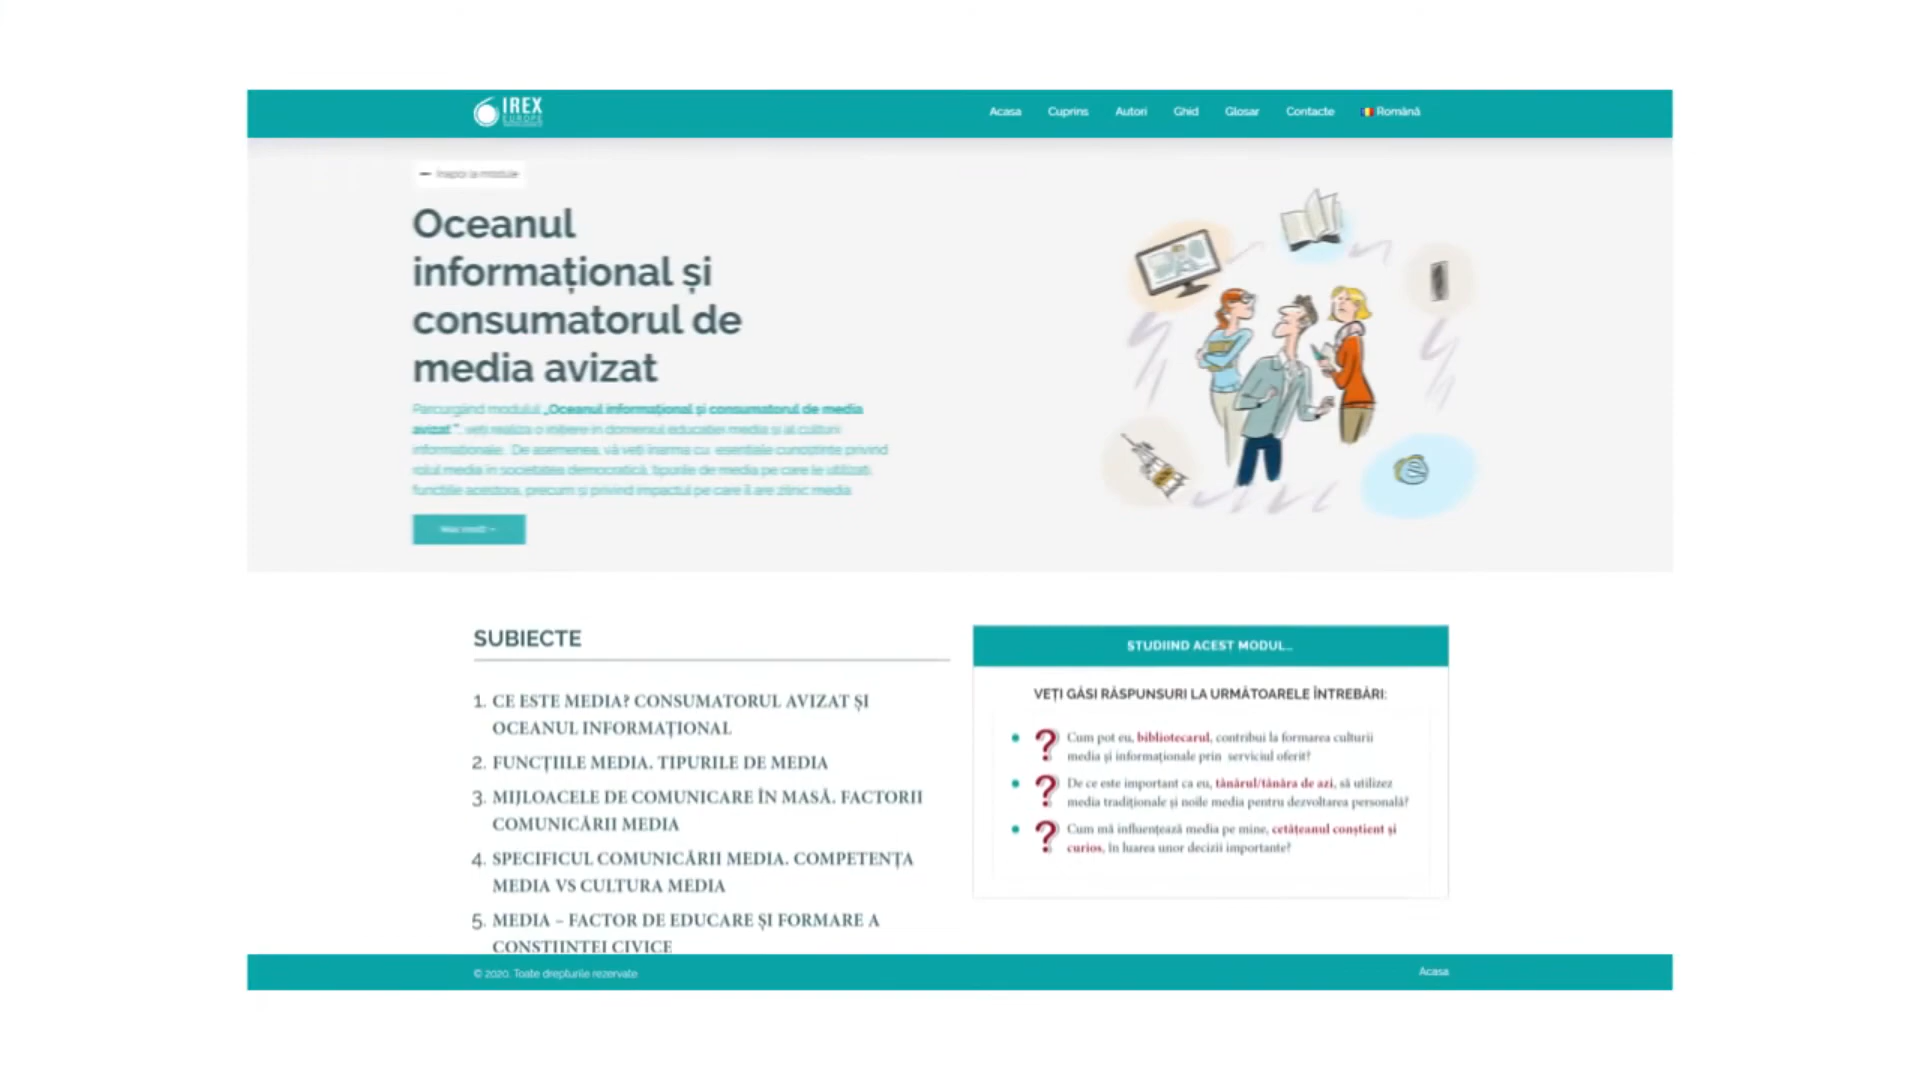 IREX
EUROPE
Acasa Cuprins Autori Ghid Glosar Contacte Română
Înapoi la module
Oceanul
informațional și
consumatorul de
media avizat
Parcurgând modulul „Oceanul informațional și consumatorul de media
avizat ”, veți realiza o inițiere în domeniul educației media și al culturii
informaționale. De asemenea, vă veți înarma cu esențiale cunoștințe privind
rolul media în societatea democratică, tipurile de media pe care le utilizați,
funcțiile acestora, precum și privind impactul pe care îl are zilnic media
SUBIECTE
1. CE ESTE MEDIA? CONSUMATORUL AVIZAT ȘI
OCEANUL INFORMAȚIONAL
2. FUNCȚIILE MEDIA. TIPURILE DE MEDIA
3. MIJLOACELE DE COMUNICARE ÎN MASĂ. FACTORII
COMUNICĂRII MEDIA
4. SPECIFICUL COMUNICĂRII MEDIA. COMPETENȚA
MEDIA VS CULTURA MEDIA
5. MEDIA – FACTOR DE EDUCARE ȘI FORMARE A
CONȘTIINȚEI CIVICE
STUDIIND ACEST MODUL...
VEȚI GĂSI RĂSPUNSURI LA URMĂTOARELE ÎNTREBĂRI:
? Cum pot eu, bibliotecarul, contribui la formarea culturii
media și informaționale prin serviciul oferit?
? De ce este important ca eu, tânărul/tânăra de azi, să utilizez
media tradiționale și noile media pentru dezvoltarea personală?
? Cum mă influențează media pe mine, cetățeanul conștient și
curios, în luarea unor decizii importante?
© 2020. Toate drepturile rezervate
Acasa